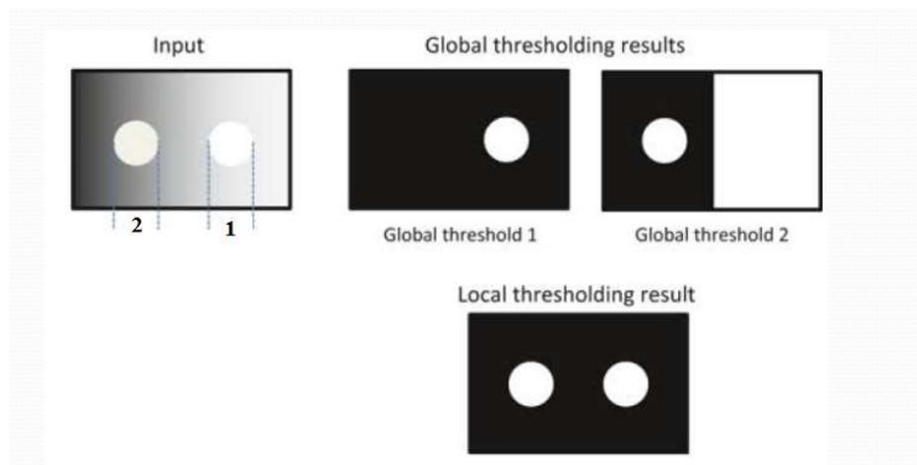 Input
Global thresholding results
2
1
Global threshold 1
Global threshold 2
Local thresholding result